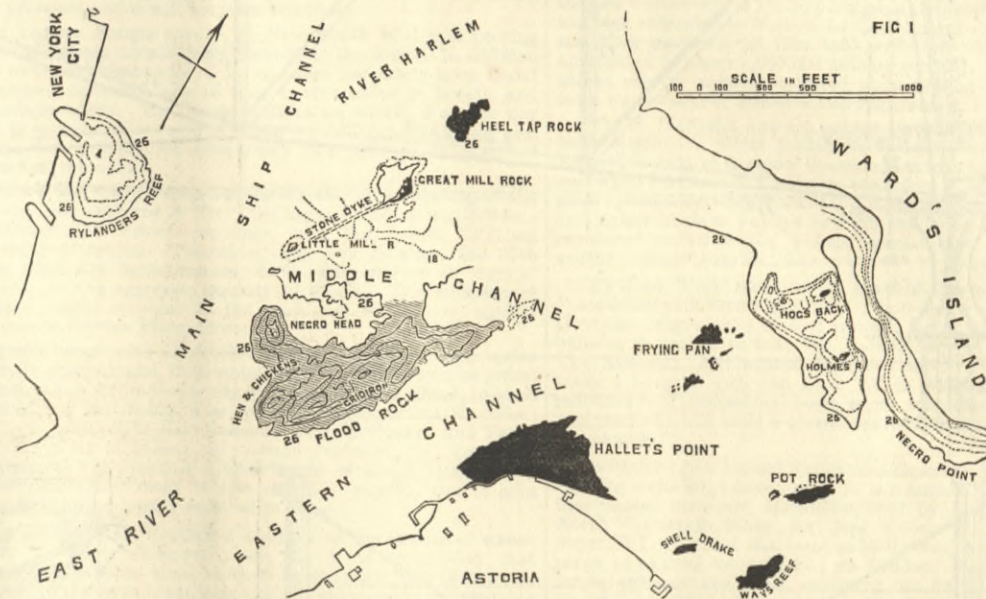 FIG 1
NEW YORK
CITY
MAIN SHIP CHANNEL
RIVER HARLEM
SCALE IN FEET
100 0 100 300 500 1000
HEEL TAP ROCK
26
26
26
RYLANDERS REEF
GREAT MILL ROCK
STONE DYKE
LITTLE MILL R
18
WARD'S ISLAND
26
MIDDLE CHANNEL
26
26
NEGRO HEAD
26
HEN & CHICKENS
GRIDIRON
26
FLOOD ROCK
HOGS BACK
FRYING PAN
HOLMES R
26
26
NEGRO POINT
EASTERN CHANNEL
HALLET'S POINT
POT ROCK
EAST RIVER
SHELL DRAKE
WAYS REEF
ASTORIA